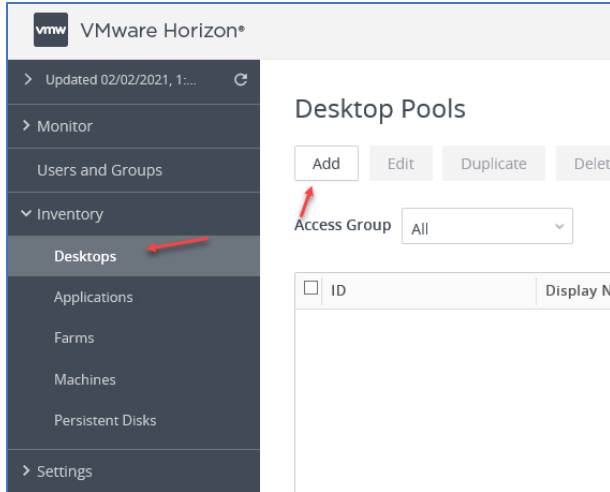 vmw VMware Horizon®
Updated 02/02/2021, 1:...
Monitor
Users and Groups
Inventory
Desktops
Applications
Farms
Machines
Persistent Disks
Settings
Desktop Pools
Add Edit Duplicate Delet
Access Group All
ID Display N